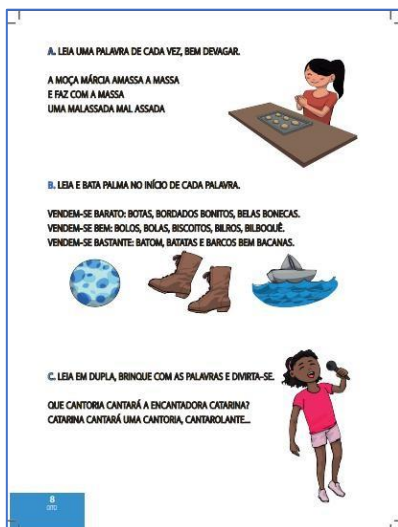 A. LEIA UMA PALAVRA DE CADA VEZ, BEM DEVAGAR.
A MOÇA MÁRCIA AMASSA A MASSA
E FAZ COM A MASSA
UMA MALASSADA MAL ASSADA
B. LEIA E BATA PALMA NO INÍCIO DE CADA PALAVRA.
VENDEM-SE BARATO: BOTAS, BORDADOS BONITOS, BELAS BONECAS.
VENDEM-SE BEM: BOLOS, BOLAS, BISCOITOS, BILROS, BILBOQUÊ.
VENDEM-SE BASTANTE: BATOM, BATATAS E BARCOS BEM BACANAS.
C. LEIA EM DUPLA, BRINQUE COM AS PALAVRAS E DIVIRTA-SE.
QUE CANTORIA CANTARÁ A ENCANTADORA CATARINA?
CATARINA CANTARÁ UMA CANTORIA, CANTAROLANTE...
8
OITO